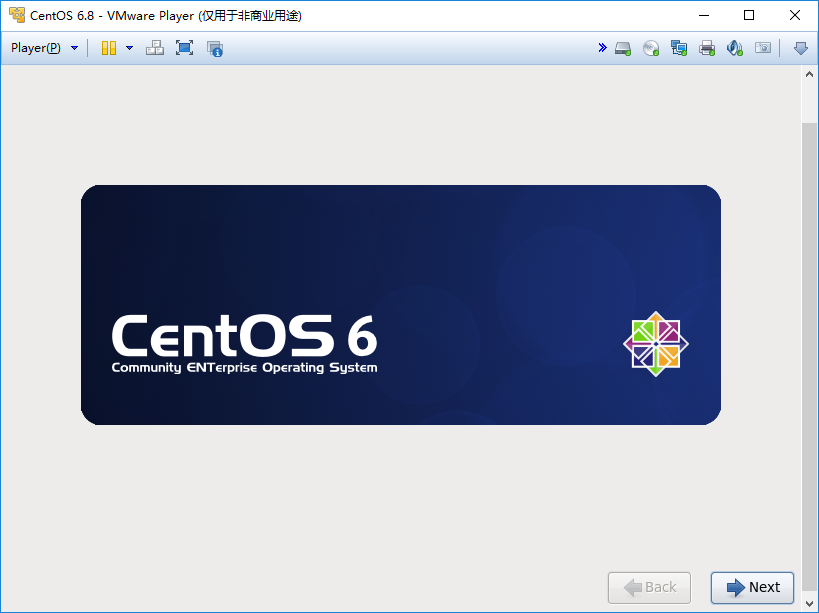 CentOS 6.8 - VMware Player (仅用于非商业用途)
Player(P)
CentOS 6
Community ENTerprise Operating System
Back
Next